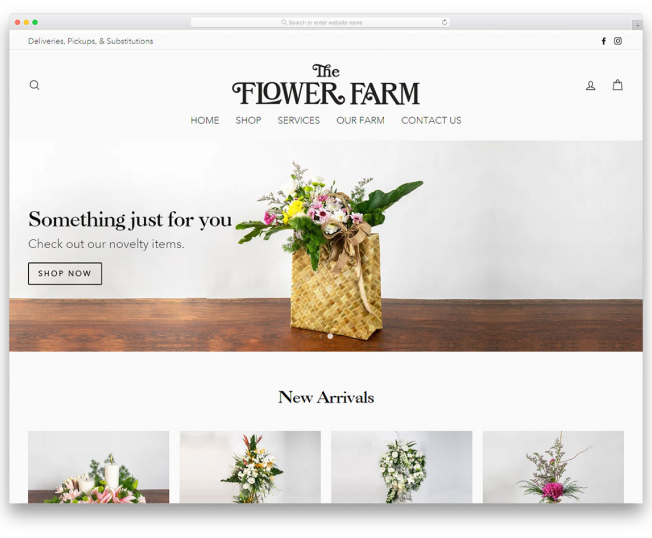 Search or enter website name
Deliveries, Pickups, & Substitutions
The
FLOWER FARM
HOME SHOP SERVICES OUR FARM CONTACT US
Something just for you
Check out our novelty items.
SHOP NOW
New Arrivals